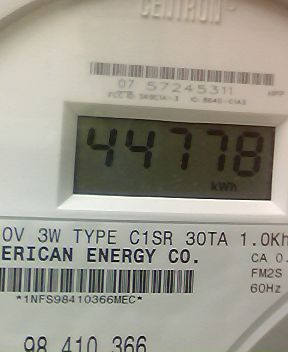 CENTRON
07 57245311
44778
kWh
0V 3W TYPE C1SR 30TA 1.0Kh
ERICAN ENERGY CO.
CA 0.
FM2S
*1NFS98410366MEC*
60Hz
98 410 366